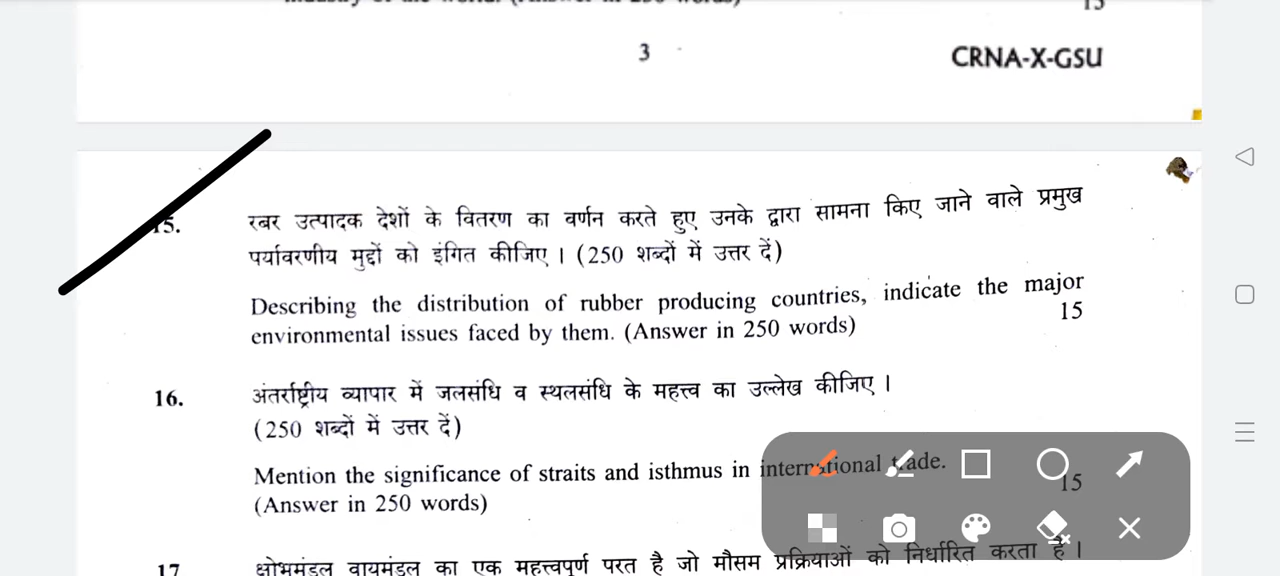 3
CRNA-X-GSU
15.
रबर उत्पादक देशों के वितरण का वर्णन करते हुए उनके द्वारा सामना किए जाने वाले प्रमुख
पर्यावरणीय मुद्दों को इंगित कीजिए । (250 शब्दों में उत्तर दें)
Describing the distribution of rubber producing countries, indicate the major
environmental issues faced by them. (Answer in 250 words)
15
16.
अंतर्राष्ट्रीय व्यापार में जलसंधि व स्थलसंधि के महत्त्व का उल्लेख कीजिए ।
(250 शब्दों में उत्तर दें)
Mention the significance of straits and isthmus in international trade.
(Answer in 250 words)
15
17
क्षोभमंडल वायुमंडल का एक महत्त्वपूर्ण परत है जो मौसम प्रक्रियाओं को निर्धारित करता है ।